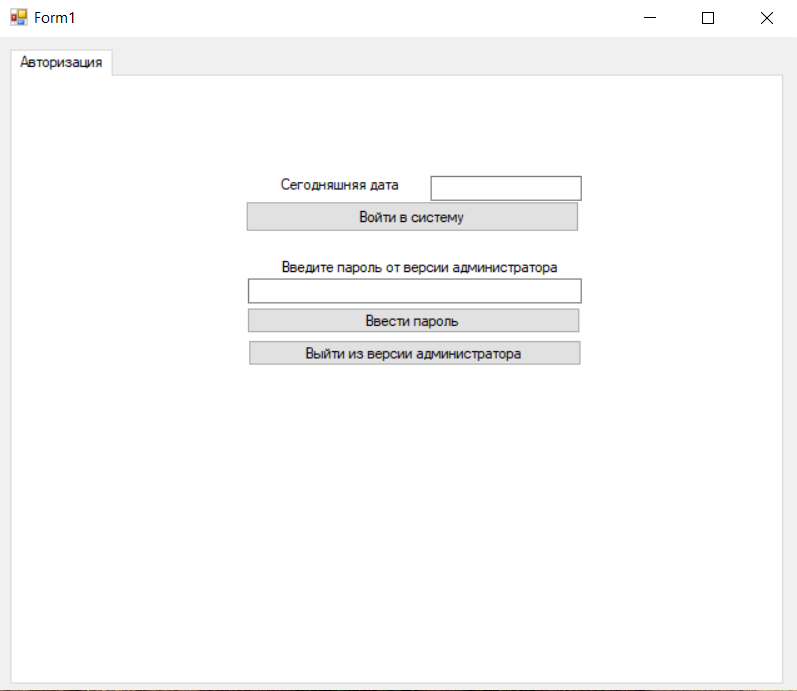 Form1
Авторизация
Сегодняшняя дата
Войти в систему
Введите пароль от версии администратора
Ввести пароль
Выйти из версии администратора